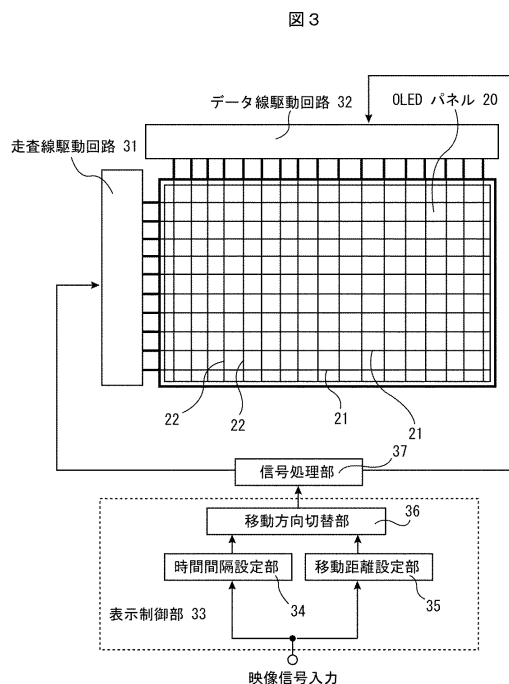 図３
データ線駆動回路 32
OLED パネル 20
走査線駆動回路 31
22
22
21
21
37
信号処理部
36
移動方向切替部
時間間隔設定部
移動距離設定部
34
35
表示制御部 33
映像信号入力